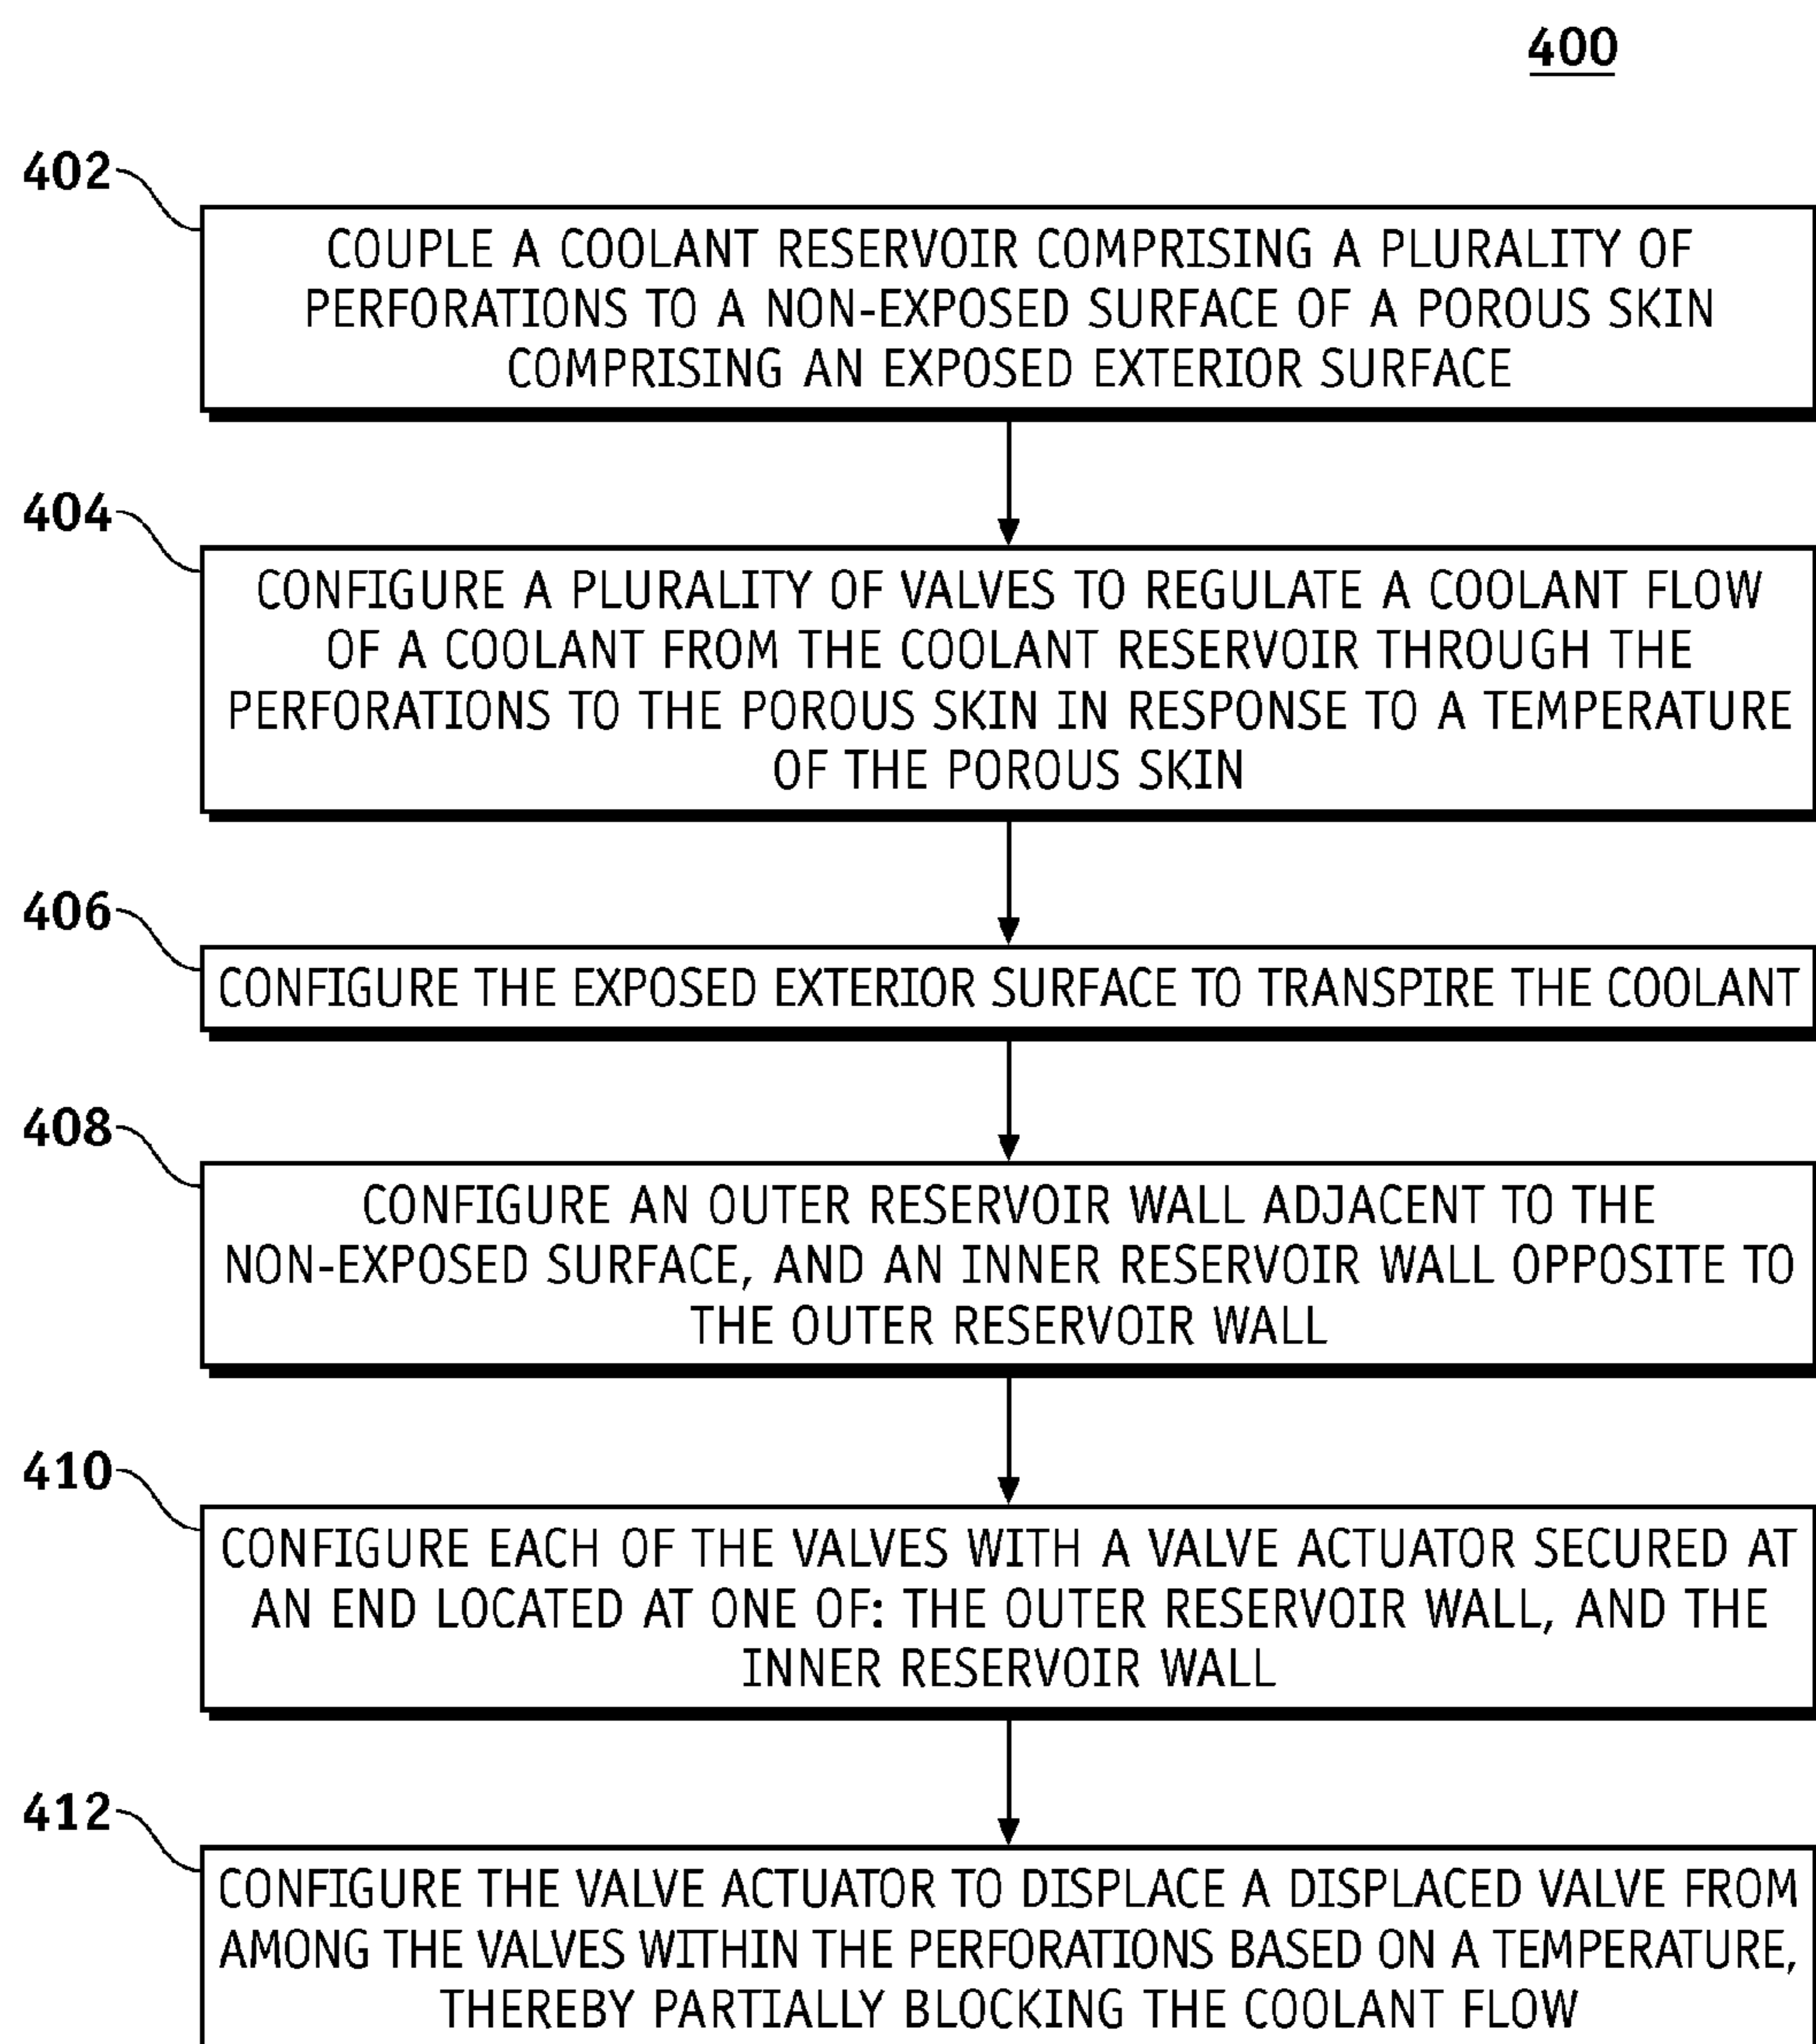 400
402
COUPLE A COOLANT RESERVOIR COMPRISING A PLURALITY OF
PERFORATIONS TO A NON-EXPOSED SURFACE OF A POROUS SKIN
COMPRISING AN EXPOSED EXTERIOR SURFACE
404
CONFIGURE A PLURALITY OF VALVES TO REGULATE A COOLANT FLOW
OF A COOLANT FROM THE COOLANT RESERVOIR THROUGH THE
PERFORATIONS TO THE POROUS SKIN IN RESPONSE TO A TEMPERATURE
OF THE POROUS SKIN
406
CONFIGURE THE EXPOSED EXTERIOR SURFACE TO TRANSPIRE THE COOLANT
408
CONFIGURE AN OUTER RESERVOIR WALL ADJACENT TO THE
NON-EXPOSED SURFACE, AND AN INNER RESERVOIR WALL OPPOSITE TO
THE OUTER RESERVOIR WALL
410
CONFIGURE EACH OF THE VALVES WITH A VALVE ACTUATOR SECURED AT
AN END LOCATED AT ONE OF: THE OUTER RESERVOIR WALL, AND THE
INNER RESERVOIR WALL
412
CONFIGURE THE VALVE ACTUATOR TO DISPLACE A DISPLACED VALVE FROM
AMONG THE VALVES WITHIN THE PERFORATIONS BASED ON A TEMPERATURE,
THEREBY PARTIALLY BLOCKING THE COOLANT FLOW